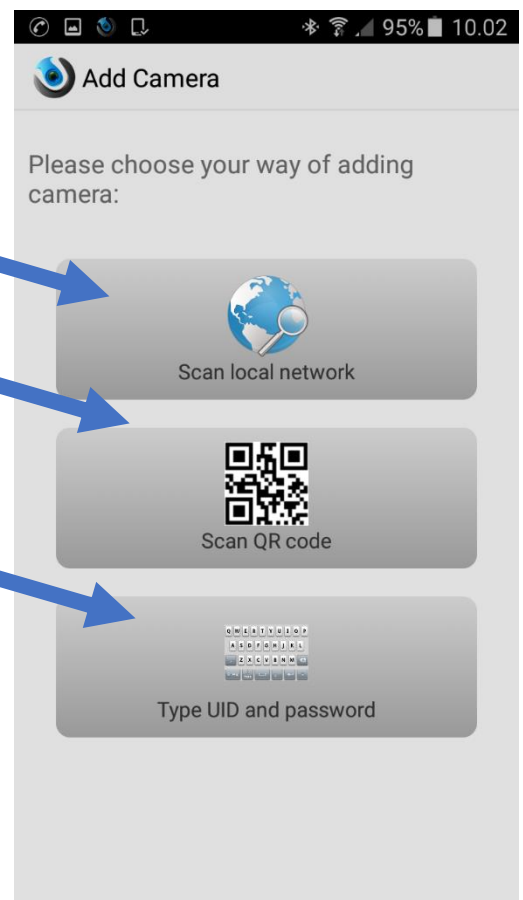 95% 10.02
Add Camera
Please choose your way of adding
camera:
Scan local network
Scan QR code
Q W E R T Y U I O P
A S D F G H J K L
Z X C V B N M
Type UID and password